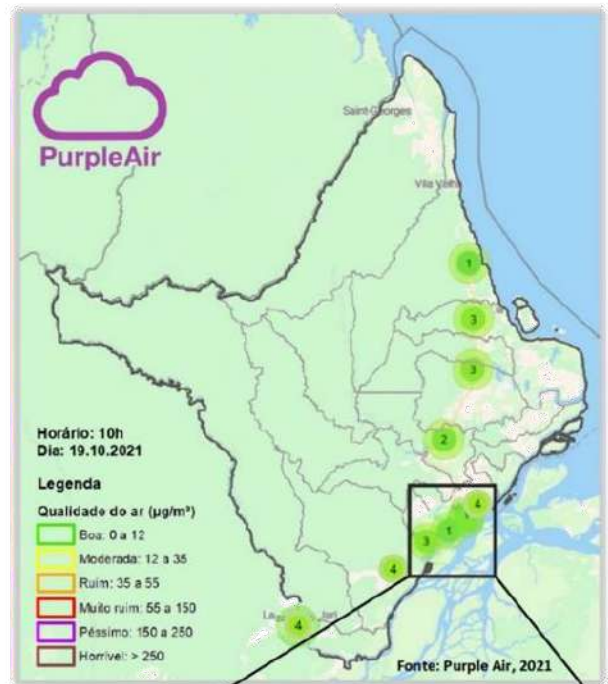 Saint-Georges
PurpleAir
Vila Velha
1
3
3
2
4
1
3
4
4
Horário: 10h
Dia: 19.10.2021
Legenda
Qualidade do ar (µg/m³)
Boa: 0 a 12
Moderada: 12 a 35
Ruim: 35 a 55
Muito ruim: 55 a 150
Péssimo: 150 a 250
Horrível: > 250
Fonte: Purple Air, 2021